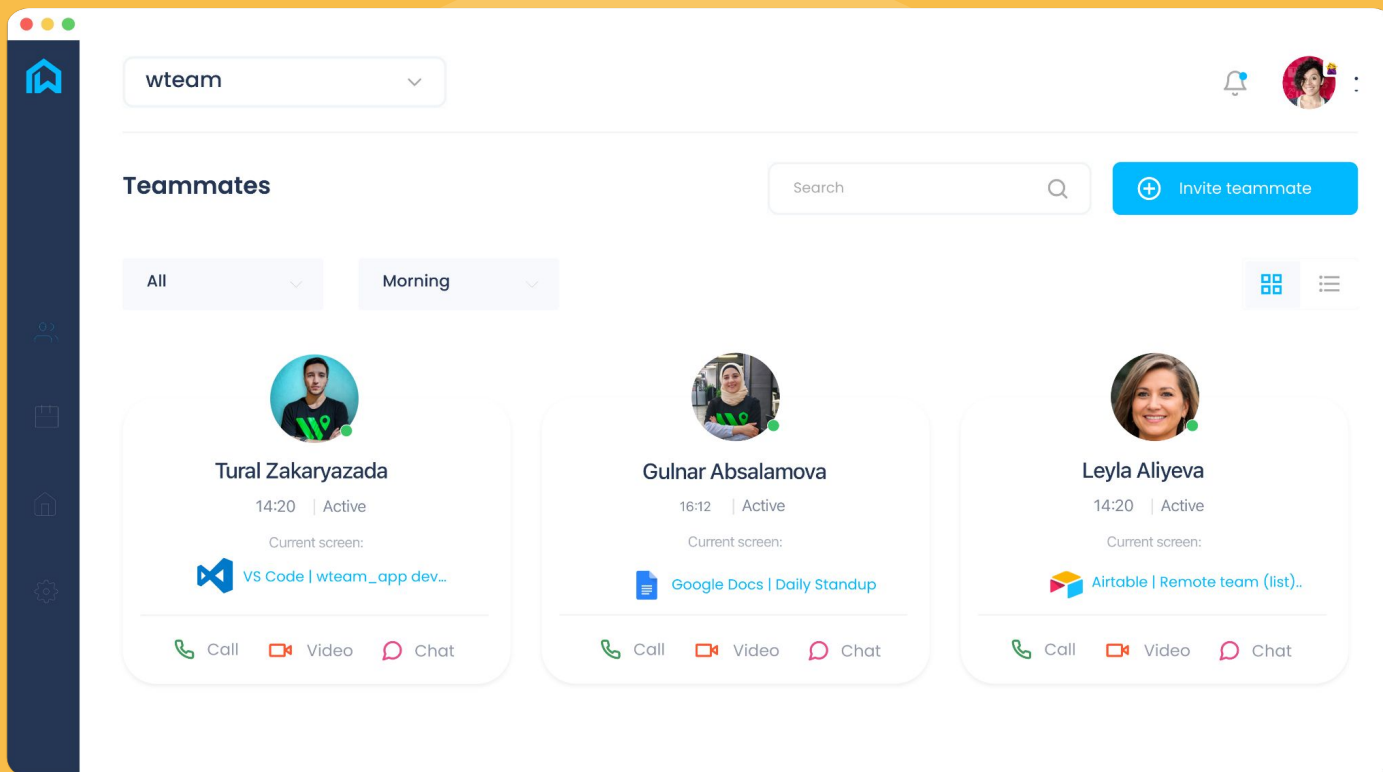 wteam
Teammates
Search
Invite teammate
All
Morning
Tural Zakaryazada
14:20 | Active
Current screen:
VS Code | wteam_app dev...
Call Video Chat
Gulnar Absalamova
16:12 | Active
Current screen:
Google Docs | Daily Standup
Call Video Chat
Leyla Aliyeva
14:20 | Active
Current screen:
Airtable | Remote team (list)..
Call Video Chat